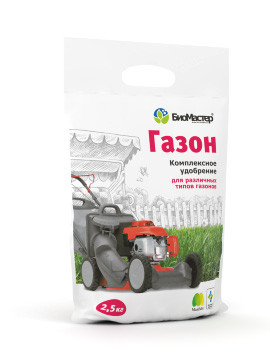 БиоМастер
Газон
Комплексное
удобрение
для различных
типов газонов
2,5 кг